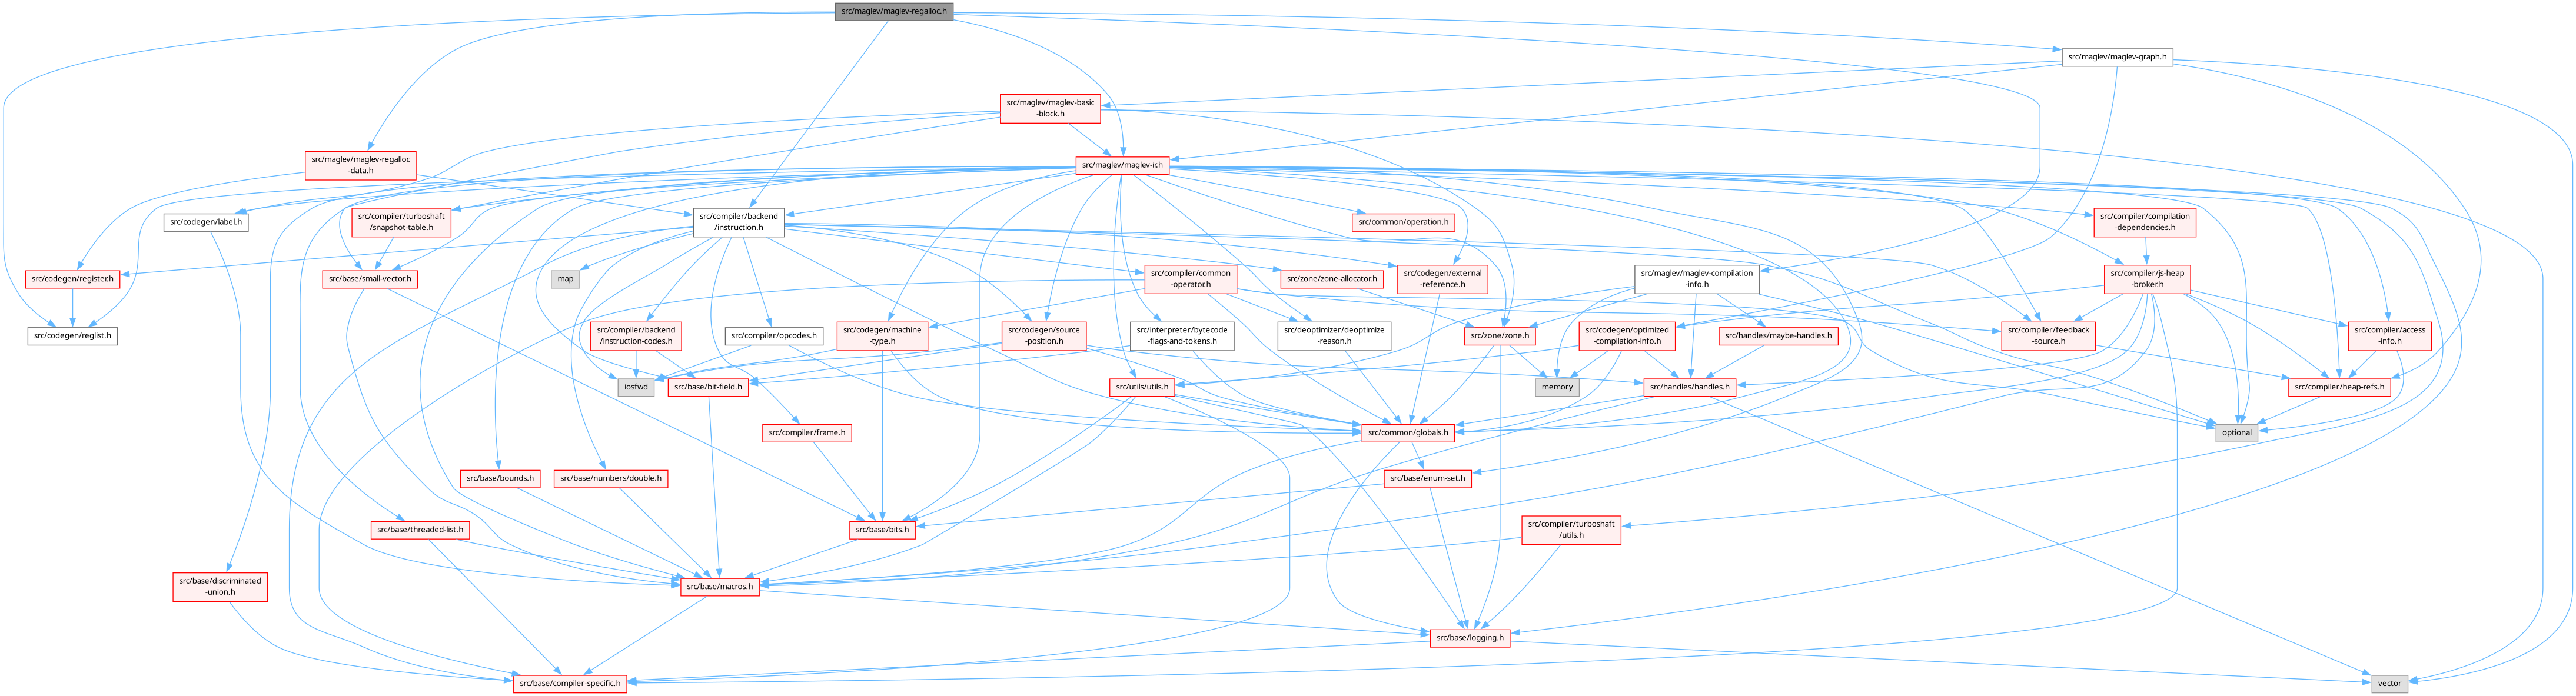 src/maglev/maglev-regalloc.h
src/maglev/maglev-graph.h
src/maglev/maglev-basic
-block.h
src/maglev/maglev-regalloc
-data.h
src/maglev/maglev-ir.h
src/codegen/label.h
src/compiler/turboshaft
/snapshot-table.h
src/compiler/backend
/instruction.h
src/common/operation.h
src/compiler/compilation
-dependencies.h
src/codegen/register.h
src/base/small-vector.h
map
src/compiler/common
-operator.h
src/zone/zone-allocator.h
src/codegen/external
-reference.h
src/maglev/maglev-compilation
-info.h
src/compiler/js-heap
-broker.h
src/codegen/reglist.h
src/compiler/backend
/instruction-codes.h
src/compiler/opcodes.h
src/codegen/machine
-type.h
src/codegen/source
-position.h
src/interpreter/bytecode
-flags-and-tokens.h
src/deoptimizer/deoptimize
-reason.h
src/zone/zone.h
src/codegen/optimized
-compilation-info.h
src/handles/maybe-handles.h
src/compiler/feedback
-source.h
src/compiler/access
-info.h
iosfwd
src/base/bit-field.h
src/utils/utils.h
memory
src/handles/handles.h
src/compiler/heap-refs.h
src/compiler/frame.h
src/common/globals.h
optional
src/base/bounds.h
src/base/numbers/double.h
src/base/enum-set.h
src/base/threaded-list.h
src/base/bits.h
src/compiler/turboshaft
/utils.h
src/base/discriminated
-union.h
src/base/macros.h
src/base/logging.h
src/base/compiler-specific.h
vector